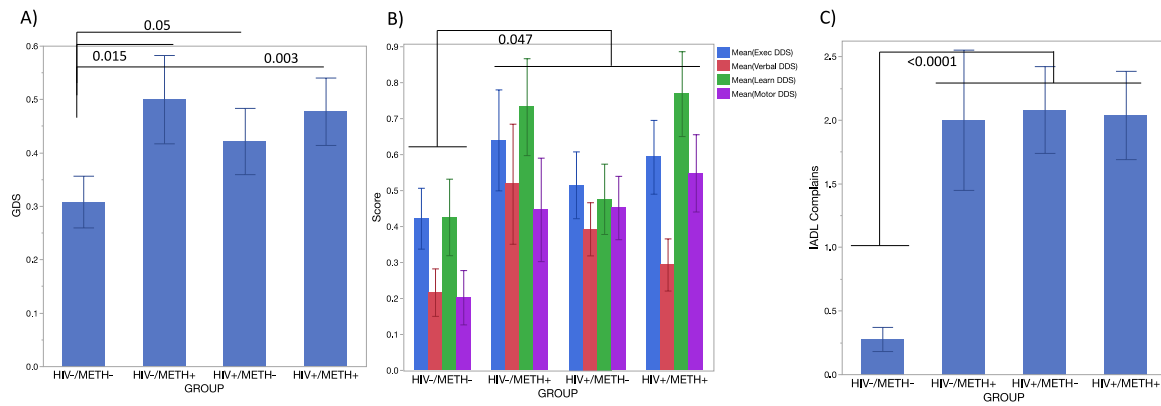 A)
0.05
0.015
0.003
0.6
0.5
0.4
0.3
0.2
0.1
0.0
GDS
HIV-/METH- HIV-/METH+ HIV+/METH- HIV+/METH+
GROUP
B)
0.047
Mean(Exec DDS)
Mean(Verbal DDS)
Mean(Learn DDS)
Mean(Motor DDS)
0.9
0.8
0.7
0.6
0.5
0.4
0.3
0.2
0.1
0.0
Score
HIV-/METH- HIV-/METH+ HIV+/METH- HIV+/METH+
C)
<0.0001
2.5
2.0
1.5
1.0
0.5
0.0
IADL Complains
HIV-/METH- HIV-/METH+ HIV+/METH- HIV+/METH+
GROUP